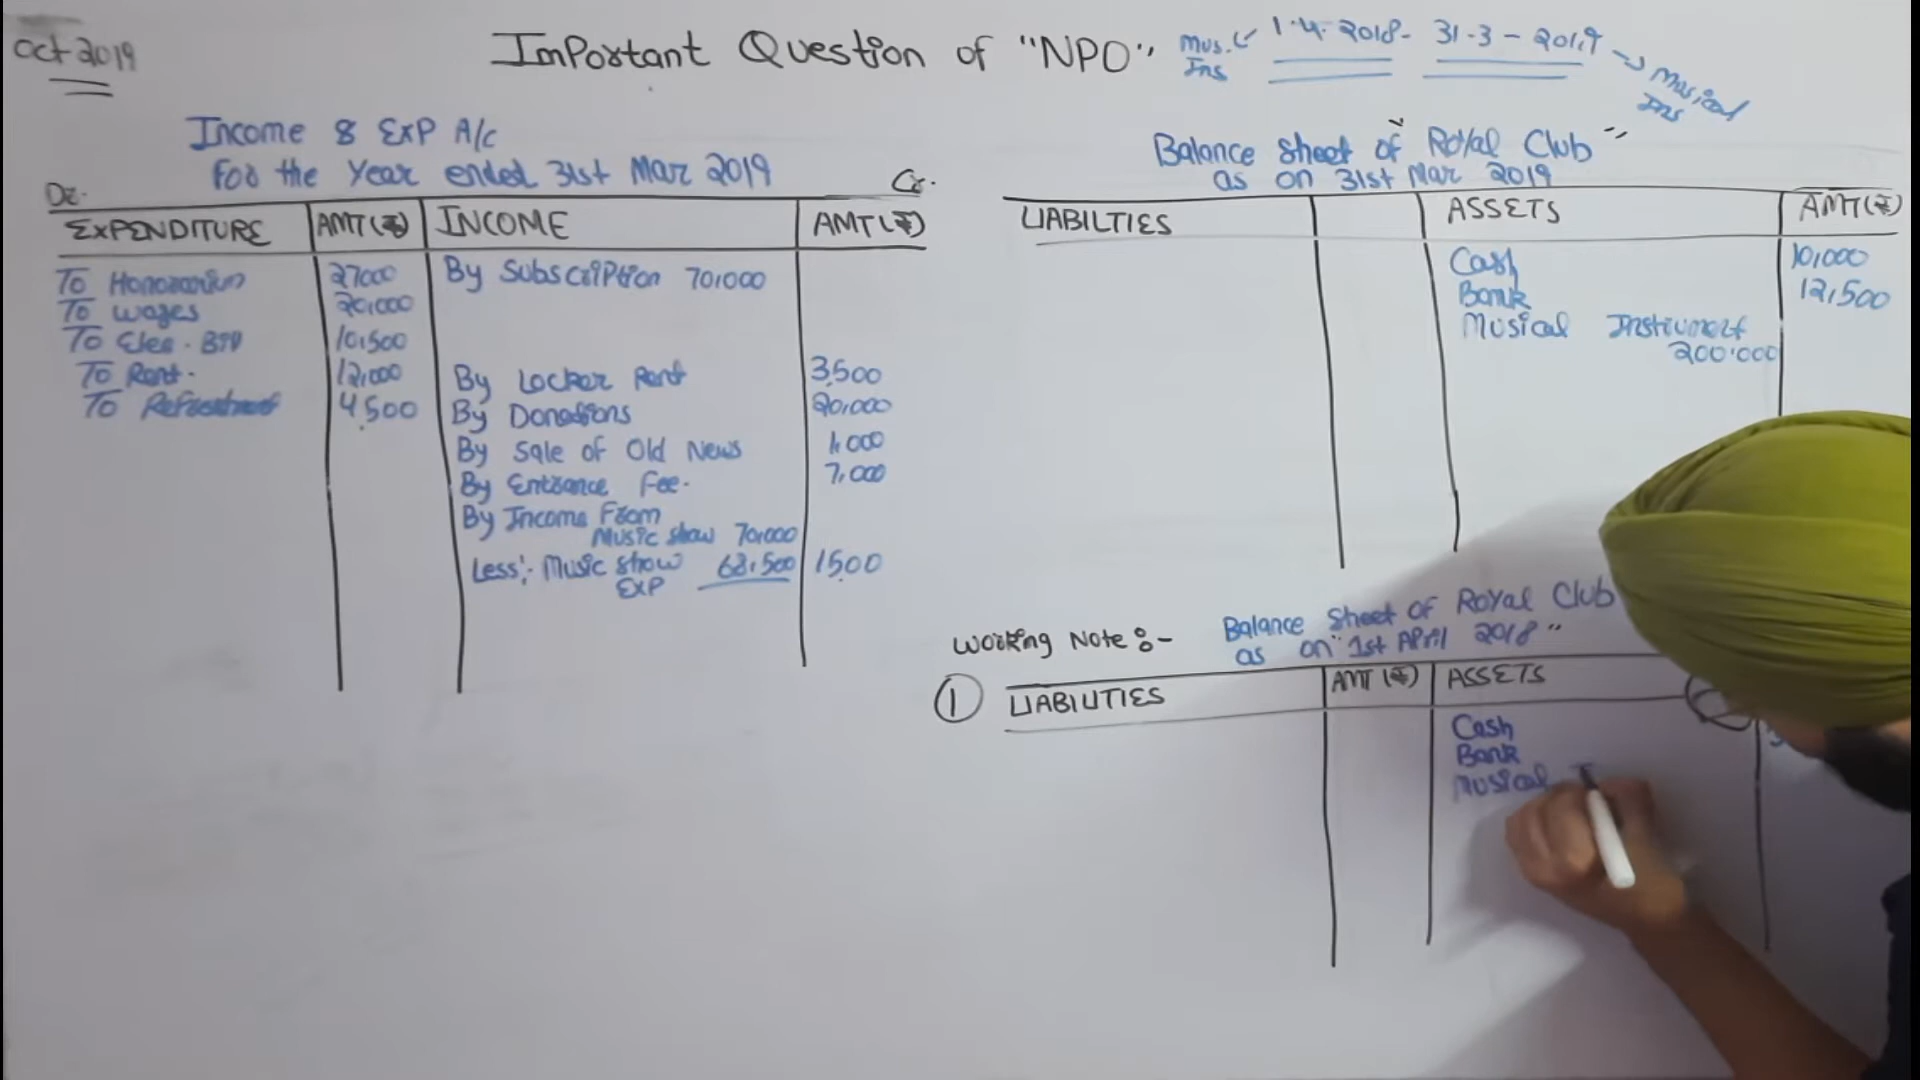 Oct 2019
Important Question of "NPO"
Mus.
Ins
1.4.2018- 31-3-2019
Musical
Ins
Income & Exp A/c
For the Year ended 31st Mar 2019
Dr.
Cr.
EXPENDITURE AMT(₹) INCOME AMT(₹)
To Honorarium 27000 By Subscription 70,000
To Wages 20,000
To Elec. Bill 10,500
To Rent. 12,000 By Locker Rent 3,500
To Refreshment 4,500 By Donations 20,000
By Sale of Old News 1,000
By Entrance Fee. 7,000
By Income From
Music show 70,000
Less:- Music show 68,500 1500
Exp
Balance Sheet of "Royal Club"
as on 31st Mar 2019
LIABILTIES ASSETS AMT(₹)
Cash 10,000
Bank 12,500
Musical Instrument
200,000
Working Note:-
Balance Sheet OF Royal Club
as on "1st April 2018"
1 LIABILITIES AMT (₹) ASSETS
Cash
Bank
Musical